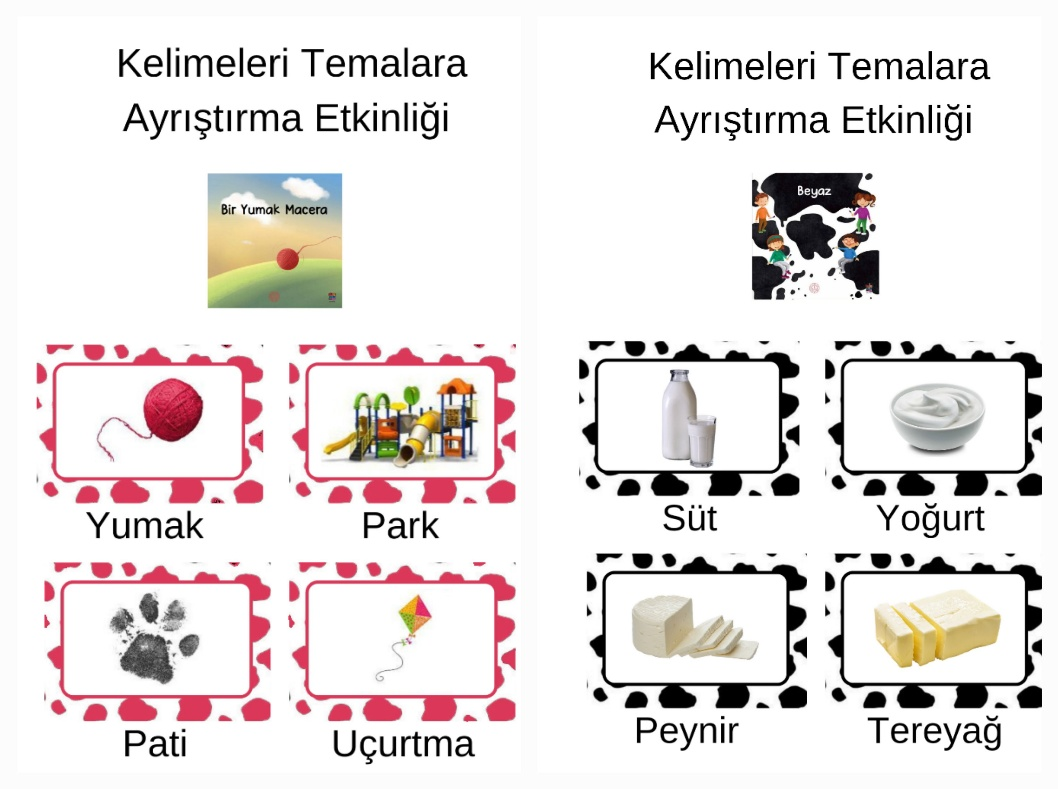 Kelimeleri Temalara
Ayrıştırma Etkinliği
Bir Yumak Macera
Yumak
Park
Pati
Uçurtma
Kelimeleri Temalara
Ayrıştırma Etkinliği
Beyaz
Süt
Yoğurt
Peynir
Tereyağ